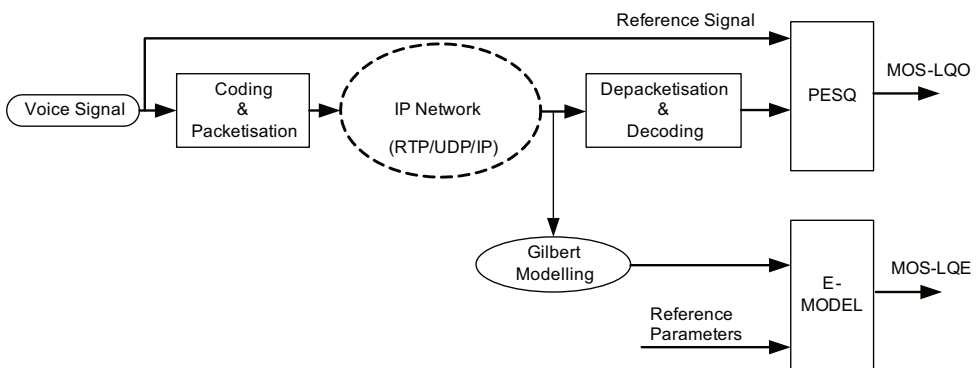 Reference Signal
MOS-LQO
Voice Signal
Coding
&
Packetisation
IP Network
(RTP/UDP/IP)
Depacketisation
&
Decoding
PESQ
Gilbert
Modelling
MOS-LQE
E-
MODEL
Reference
Parameters